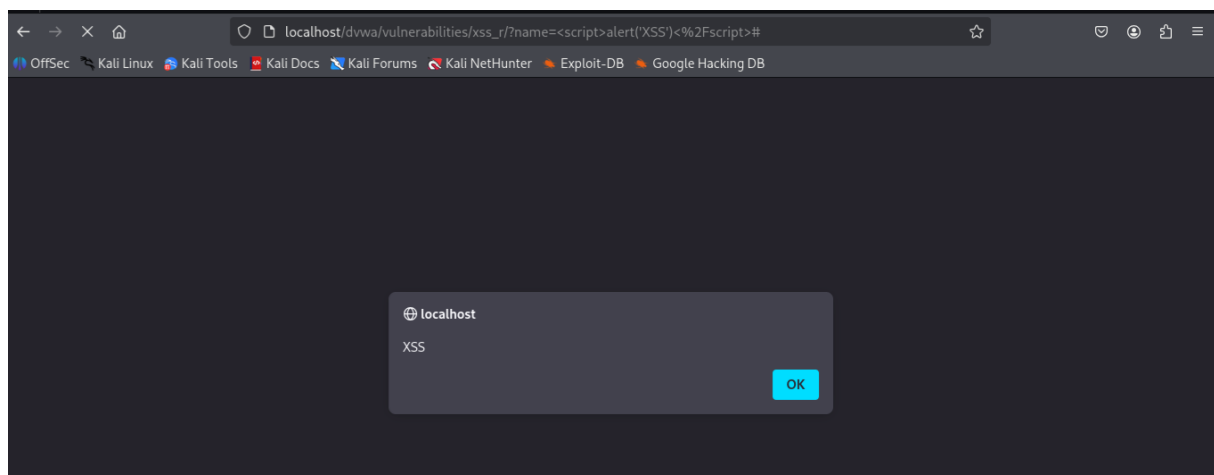 localhost/dvwa/vulnerabilities/xss_r/?name=<script>alert('XSS')<%2Fscript>#
OffSec Kali Linux Kali Tools Kali Docs Kali Forums Kali NetHunter Exploit-DB Google Hacking DB
localhost
XSS
OK